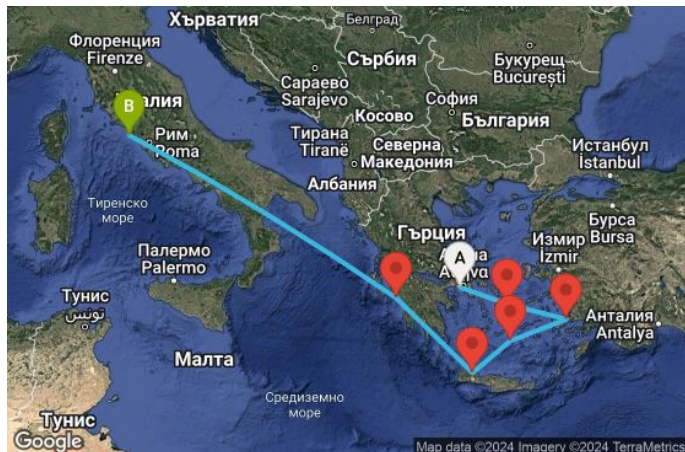 Хърватия
Белград
Флоренция
Firenze
Букурещ
București
Сърбия
Сараево
Sarajevo
София
Косово
България
Рим
Roma
Тирана
Tiranë
Северна
Македония
Истанбул
İstanbul
Албания
Тиренско
море
Бурса
Bursa
Гърция
Измир
İzmir
Палермо
Palermo
B
A
Тунис
تونس
Анталия
Antalya
Малта
Средиземно
море
Тунис
Google
Map data ©2024 Imagery ©2024 TerraMetrics